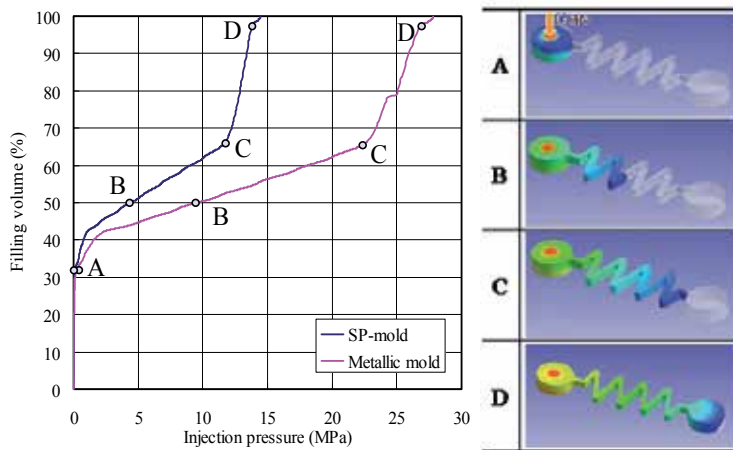 100
90
80
70
60
50
40
30
20
10
0
Filling volume (%)
D
D
C
C
B
B
A
SP-mold
Metallic mold
0
5
10
15
20
25
30
Injection pressure (MPa)
A
B
C
D